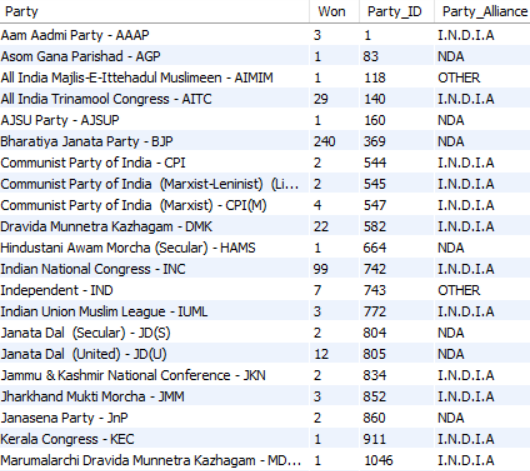 Party Won Party_ID Party_Alliance
Aam Aadmi Party - AAAP 3 1 I.N.D.I.A
Asom Gana Parishad - AGP 1 83 NDA
All India Majlis-E-Ittehadul Muslimeen - AIMIM 1 118 OTHER
All India Trinamool Congress - AITC 29 140 I.N.D.I.A
AJSU Party - AJSUP 1 160 NDA
Bharatiya Janata Party - BJP 240 369 NDA
Communist Party of India - CPI 2 544 I.N.D.I.A
Communist Party of India (Marxist-Leninist) (Li... 2 545 I.N.D.I.A
Communist Party of India (Marxist) - CPI(M) 4 547 I.N.D.I.A
Dravida Munnetra Kazhagam - DMK 22 582 I.N.D.I.A
Hindustani Awam Morcha (Secular) - HAMS 1 664 NDA
Indian National Congress - INC 99 742 I.N.D.I.A
Independent - IND 7 743 OTHER
Indian Union Muslim League - IUML 3 772 I.N.D.I.A
Janata Dal (Secular) - JD(S) 2 804 NDA
Janata Dal (United) - JD(U) 12 805 NDA
Jammu & Kashmir National Conference - JKN 2 834 I.N.D.I.A
Jharkhand Mukti Morcha - JMM 3 852 I.N.D.I.A
Janasena Party - JnP 2 860 NDA
Kerala Congress - KEC 1 911 I.N.D.I.A
Marumalarchi Dravida Munnetra Kazhagam - MD... 1 1046 I.N.D.I.A